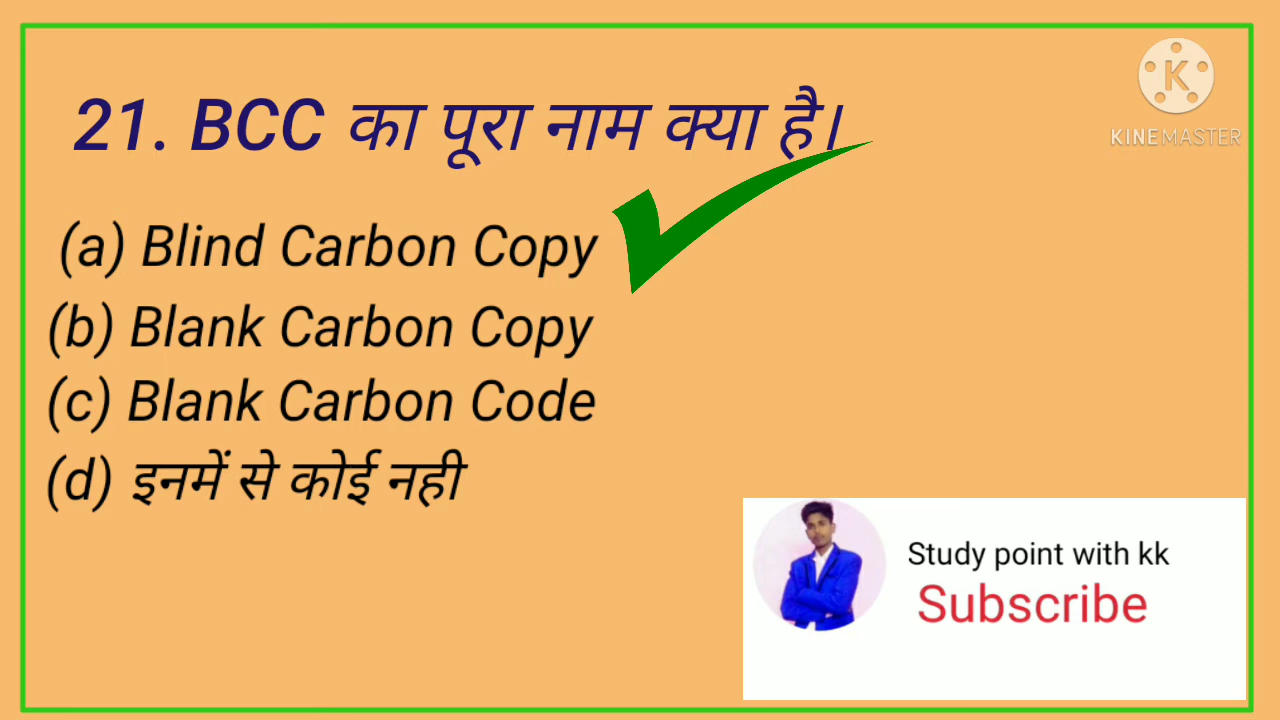 21. BCC का पूरा नाम क्या है।
(a) Blind Carbon Copy
(b) Blank Carbon Copy
(c) Blank Carbon Code
(d) इनमें से कोई नही
K
KINEMASTER
Study point with kk
Subscribe